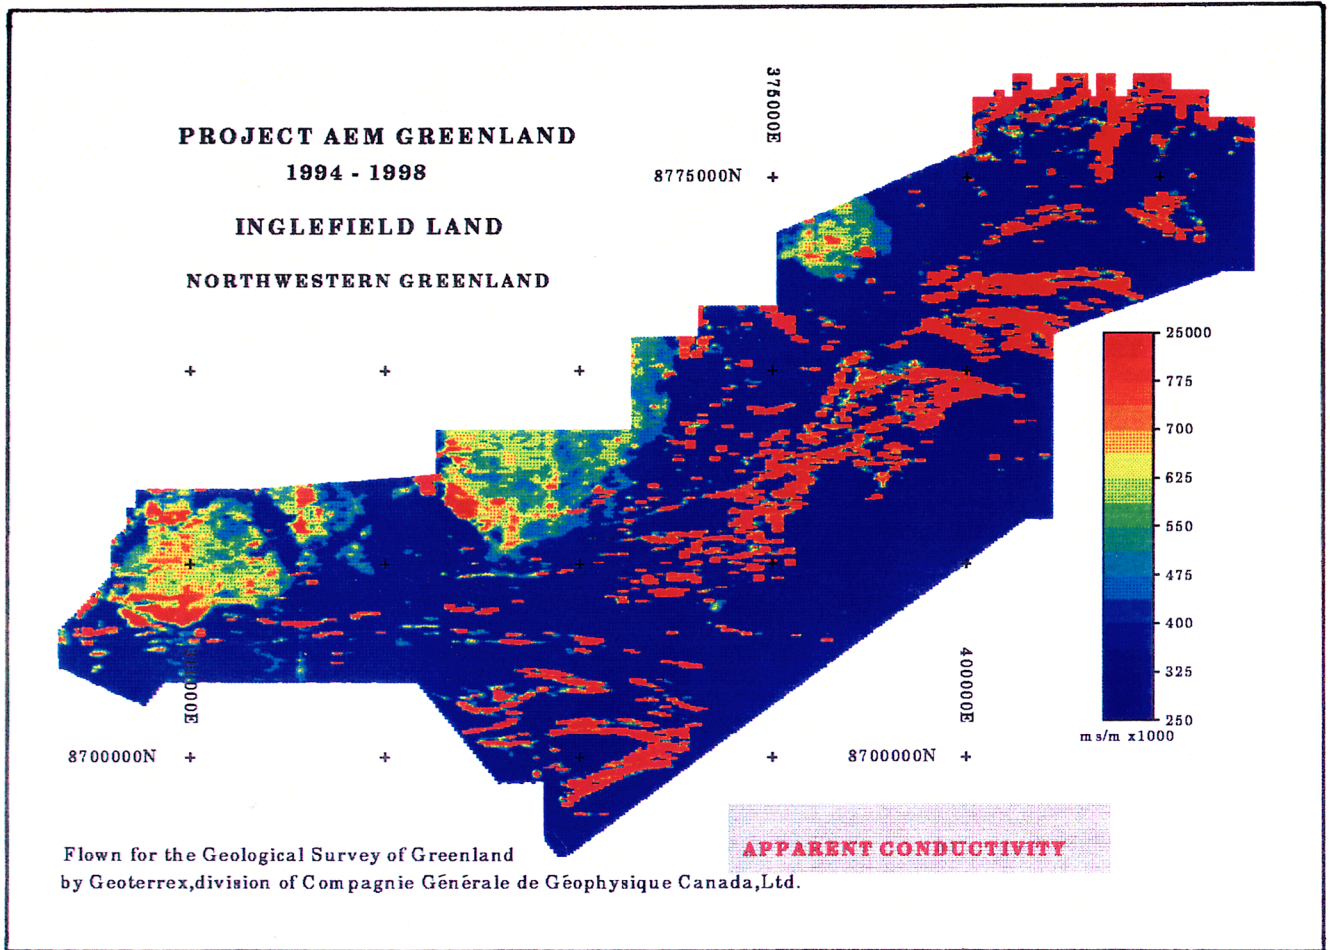 PROJECT AEM GREENLAND
1994 - 1998
INGLEFIELD LAND
NORTHWESTERN GREENLAND
375000E
8775000N
25000
775
700
625
550
475
400
325
250
ms/m x1000
400000E
8700000N
8700000N
APPARENT CONDUCTIVITY
Flown for the Geological Survey of Greenland
by Geoterrex,division of Compagnie Générale de Géophysique Canada,Ltd.